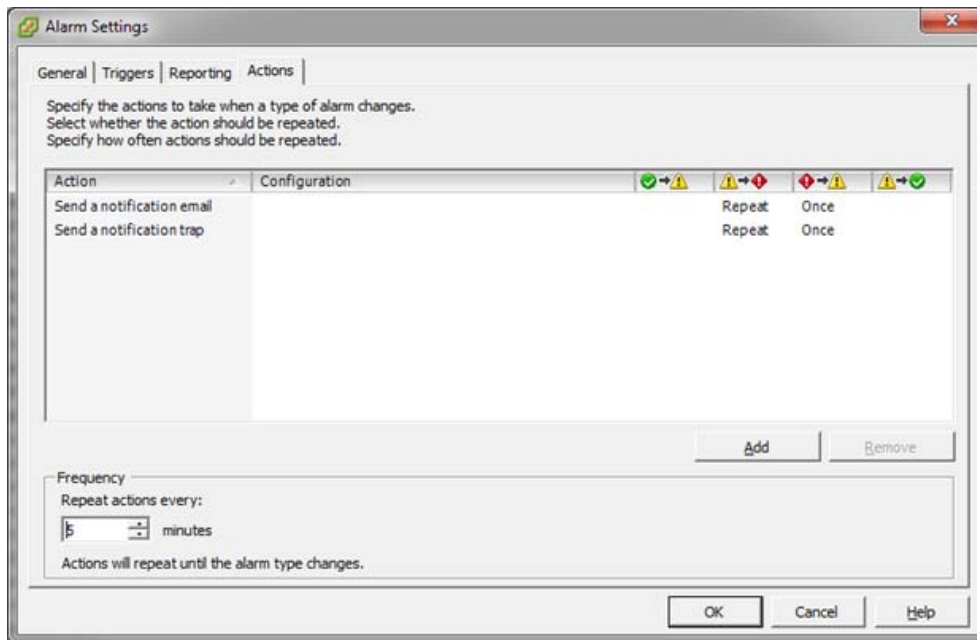 Alarm Settings
General Triggers Reporting Actions
Specify the actions to take when a type of alarm changes.
Select whether the action should be repeated.
Specify how often actions should be repeated.
Action Configuration
Send a notification email Repeat Once
Send a notification trap Repeat Once
Add Remove
Frequency
Repeat actions every:
5 minutes
Actions will repeat until the alarm type changes.
OK Cancel Help